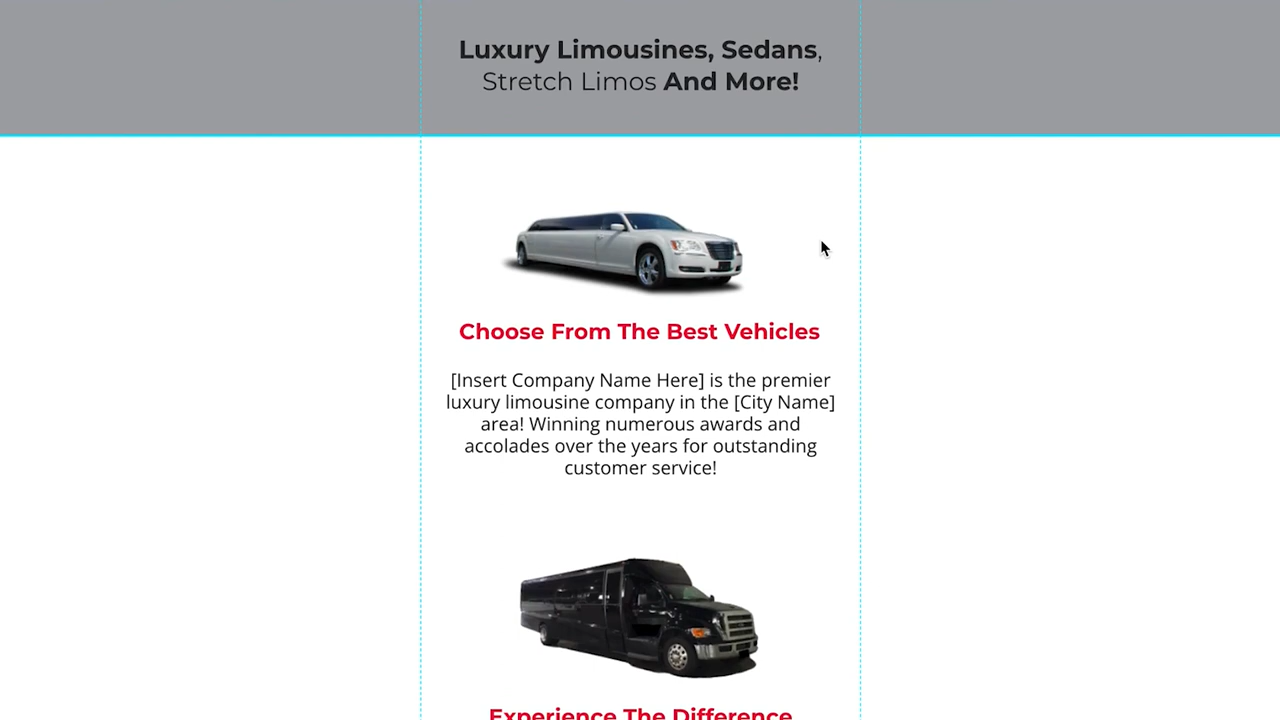 Luxury Limousines, Sedans,
Stretch Limos And More!
Choose From The Best Vehicles
[Insert Company Name Here] is the premier
luxury limousine company in the [City Name]
area! Winning numerous awards and
accolades over the years for outstanding
customer service!
Experience The Difference